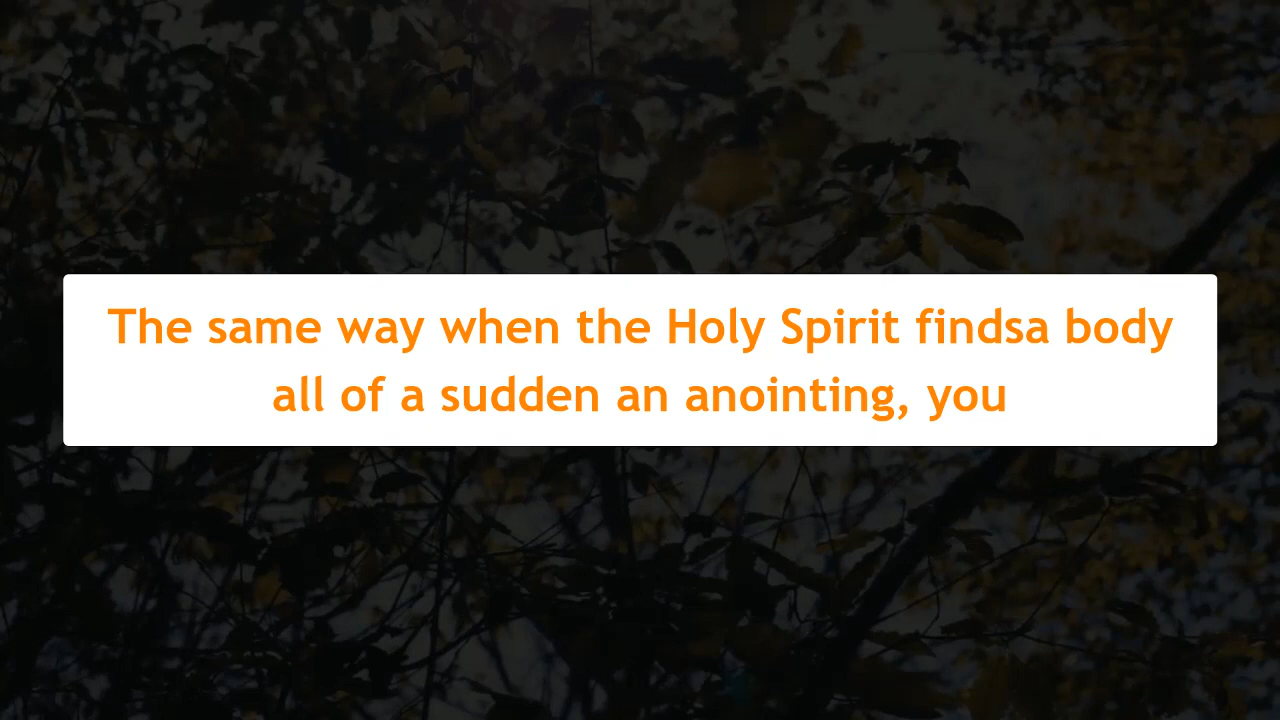 The same way when the Holy Spirit findsa body
all of a sudden an anointing, you